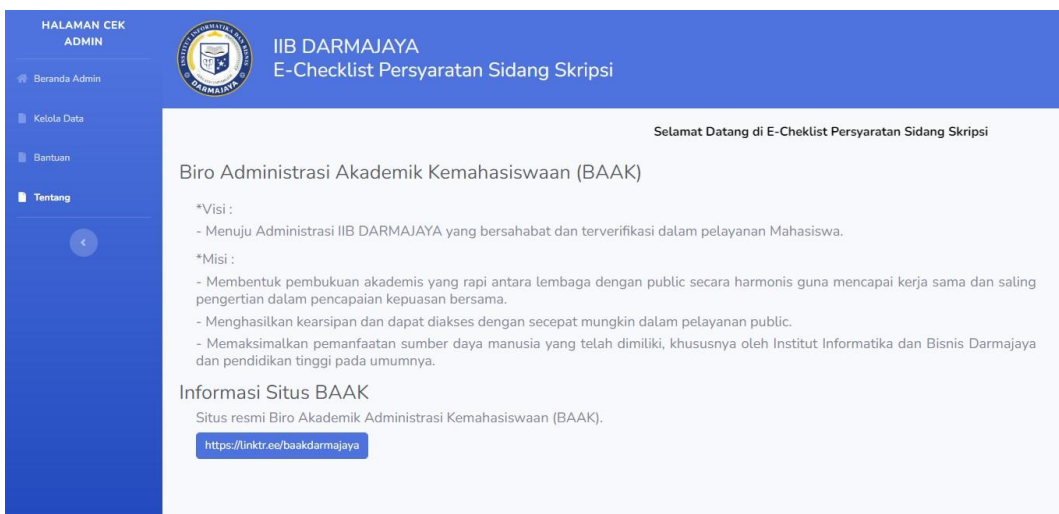 HALAMAN CEK
ADMIN
Beranda Admin
Kelola Data
Bantuan
Tentang
INSTITUT INFORMATIKA DAN BISNIS
DARMAJAYA
IIB DARMAJAYA
E-Checklist Persyaratan Sidang Skripsi
Selamat Datang di E-Cheklist Persyaratan Sidang Skripsi
Biro Administrasi Akademik Kemahasiswaan (BAAK)
*Visi :
- Menuju Administrasi IIB DARMAJAYA yang bersahabat dan terverifikasi dalam pelayanan Mahasiswa.
*Misi :
- Membentuk pembukuan akademis yang rapi antara lembaga dengan public secara harmonis guna mencapai kerja sama dan saling
pengertian dalam pencapaian kepuasan bersama.
- Menghasilkan kearsipan dan dapat diakses dengan secepat mungkin dalam pelayanan public.
- Memaksimalkan pemanfaatan sumber daya manusia yang telah dimiliki, khususnya oleh Institut Informatika dan Bisnis Darmajaya
dan pendidikan tinggi pada umumnya.
Informasi Situs BAAK
Situs resmi Biro Akademik Administrasi Kemahasiswaan (BAAK).
https://linktr.ee/baakdarmajaya